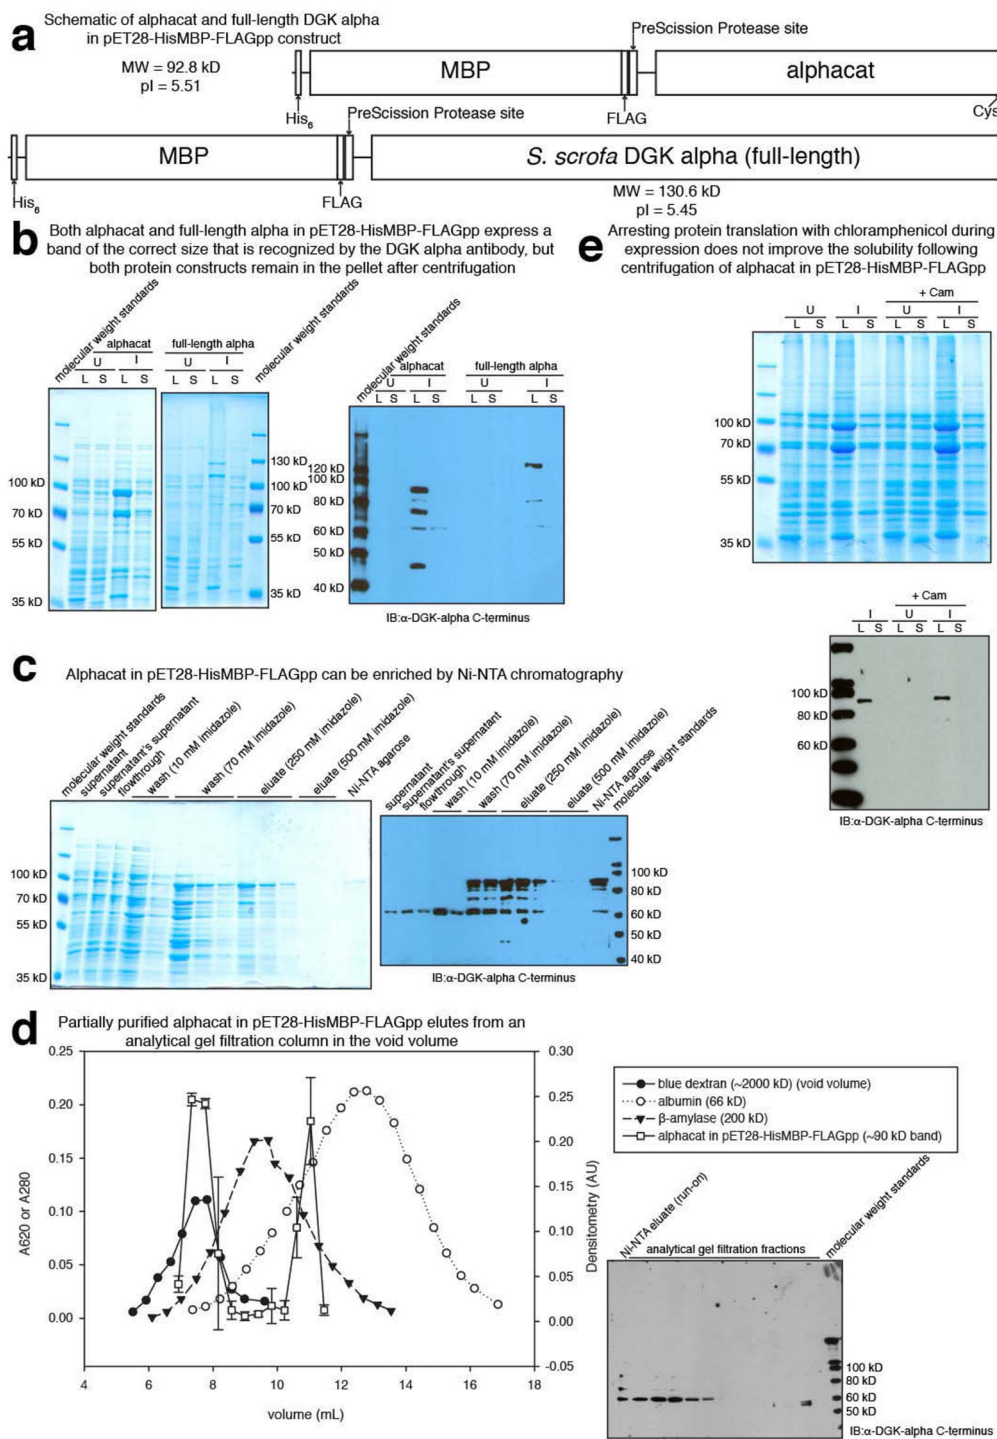 a
Schematic of alphacat and full-length DGK alpha
in pET28-HisMBP-FLAGpp construct
MW = 92.8 kD
pI = 5.51
PreScission Protease site
MBP
alphacat
His6
FLAG
Cys
PreScission Protease site
MBP
S. scrofa DGK alpha (full-length)
His6
FLAG
MW = 130.6 kD
pI = 5.45
b
Both alphacat and full-length alpha in pET28-HisMBP-FLAGpp express a
band of the correct size that is recognized by the DGK alpha antibody, but
both protein constructs remain in the pellet after centrifugation
molecular weight standards
alphacat
U I
L S L S
full-length alpha
U I
L S L S
molecular weight standards
100 kD
70 kD
55 kD
35 kD
130 kD
100 kD
70 kD
55 kD
35 kD
molecular weight standards
alphacat
U I
L S L S
full-length alpha
U I
L S L S
120 kD
100 kD
80 kD
60 kD
50 kD
40 kD
IB:α-DGK-alpha C-terminus
e
Arresting protein translation with chloramphenicol during
expression does not improve the solubility following
centrifugation of alphacat in pET28-HisMBP-FLAGpp
+ Cam
U I U I
L S L S L S L S
100 kD
70 kD
55 kD
35 kD
+ Cam
I U I
L S L S L S
100 kD
80 kD
60 kD
IB:α-DGK-alpha C-terminus
c
Alphacat in pET28-HisMBP-FLAGpp can be enriched by Ni-NTA chromatography
molecular weight standards
supernatant
supernatant's supernatant
flowthrough
wash (10 mM imidazole)
wash (70 mM imidazole)
eluate (250 mM imidazole)
eluate (500 mM imidazole)
Ni-NTA agarose
100 kD
70 kD
55 kD
35 kD
supernatant
supernatant's supernatant
flowthrough
wash (10 mM imidazole)
wash (70 mM imidazole)
eluate (250 mM imidazole)
eluate (500 mM imidazole)
Ni-NTA agarose
molecular weight standards
100 kD
80 kD
60 kD
50 kD
40 kD
IB:α-DGK-alpha C-terminus
d
Partially purified alphacat in pET28-HisMBP-FLAGpp elutes from an
analytical gel filtration column in the void volume
0.25
0.20
0.15
0.10
0.05
0.00
A620 or A280
0.30
0.25
0.20
0.15
0.10
0.05
0.00
-0.05
Densitometry (AU)
4 6 8 10 12 14 16 18
volume (mL)
blue dextran (~2000 kD) (void volume)
albumin (66 kD)
β-amylase (200 kD)
alphacat in pET28-HisMBP-FLAGpp (~90 kD band)
Ni-NTA eluate (run-on)
analytical gel filtration fractions
molecular weight standards
100 kD
80 kD
60 kD
50 kD
IB:α-DGK-alpha C-terminus